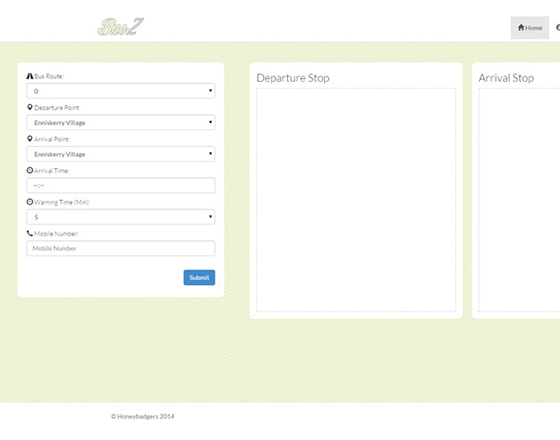 BusZ
Home
Bus Route:
0
Departure Point:
Enniskerry Village
Arrival Point:
Enniskerry Village
Arrival Time:
--:--
Warning Time (Min):
5
Mobile Number:
Mobile Number
Submit
Departure Stop
Arrival Stop
© Honeybadgers 2014